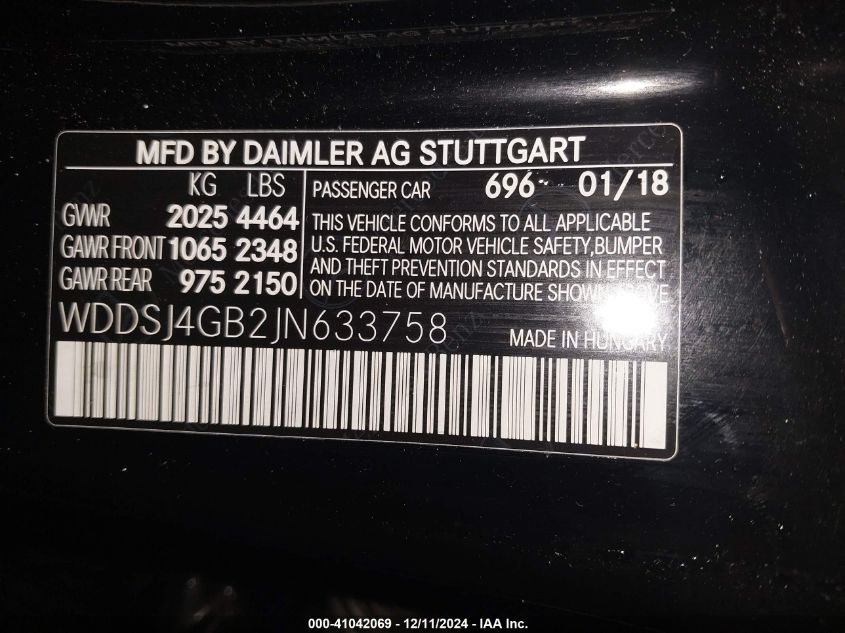 MFD BY DAIMLER AG STUTTGART
KG LBS
GVWR 2025 4464
GAWR FRONT 1065 2348
GAWR REAR 975 2150
PASSENGER CAR 696 01/18
THIS VEHICLE CONFORMS TO ALL APPLICABLE
U.S. FEDERAL MOTOR VEHICLE SAFETY, BUMPER
AND THEFT PREVENTION STANDARDS IN EFFECT
ON THE DATE OF MANUFACTURE SHOWN ABOVE
WDDSJ4GB2JN633758
MADE IN HUNGARY
000-41042069 - 12/11/2024 - IAA Inc.